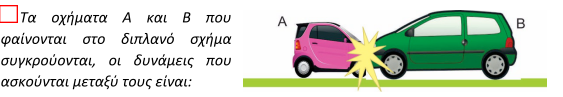 Τα οχήματα Α και Β που
φαίνονται στο διπλανό σχήμα
συγκρούονται, οι δυνάμεις που
ασκούνται μεταξύ τους είναι:
A
B